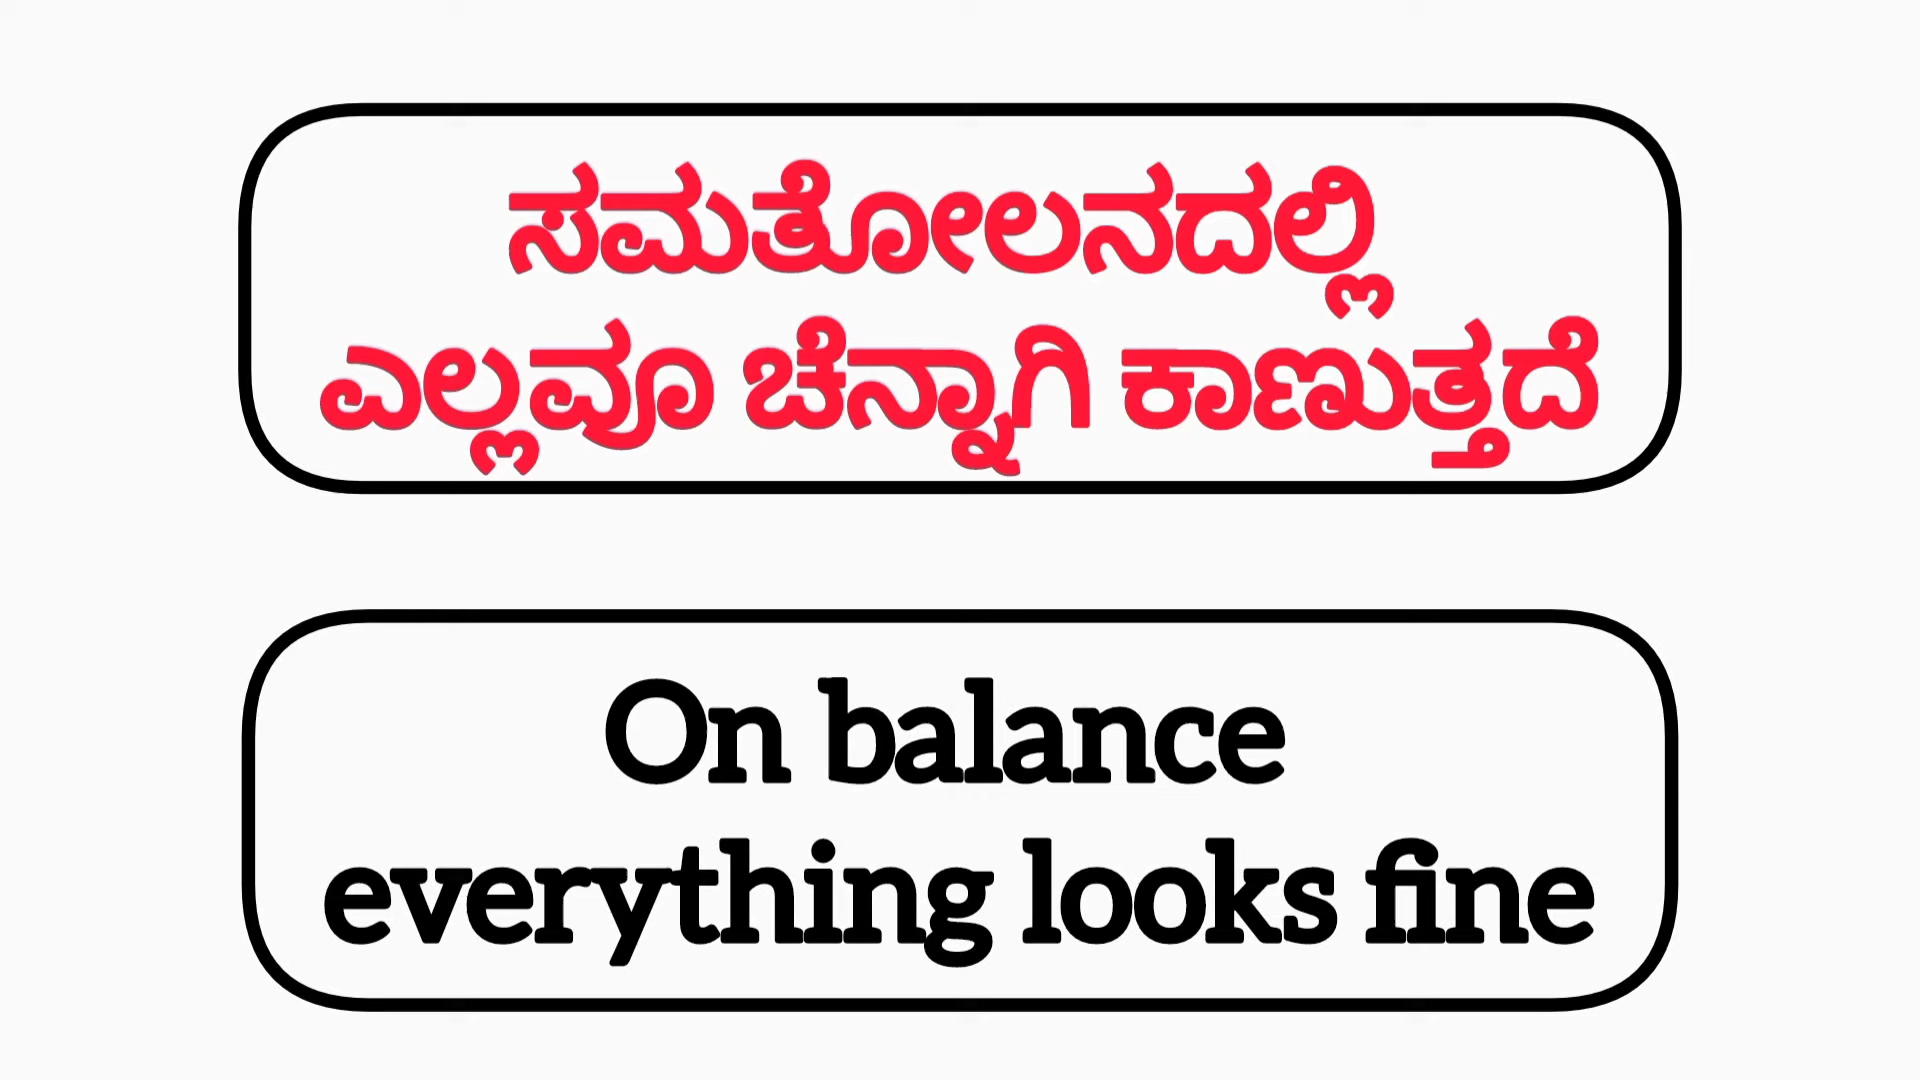 ಸಮತೋಲನದಲ್ಲಿ
ಎಲ್ಲವೂ ಚೆನ್ನಾಗಿ ಕಾಣುತ್ತದೆ
On balance
everything looks fine